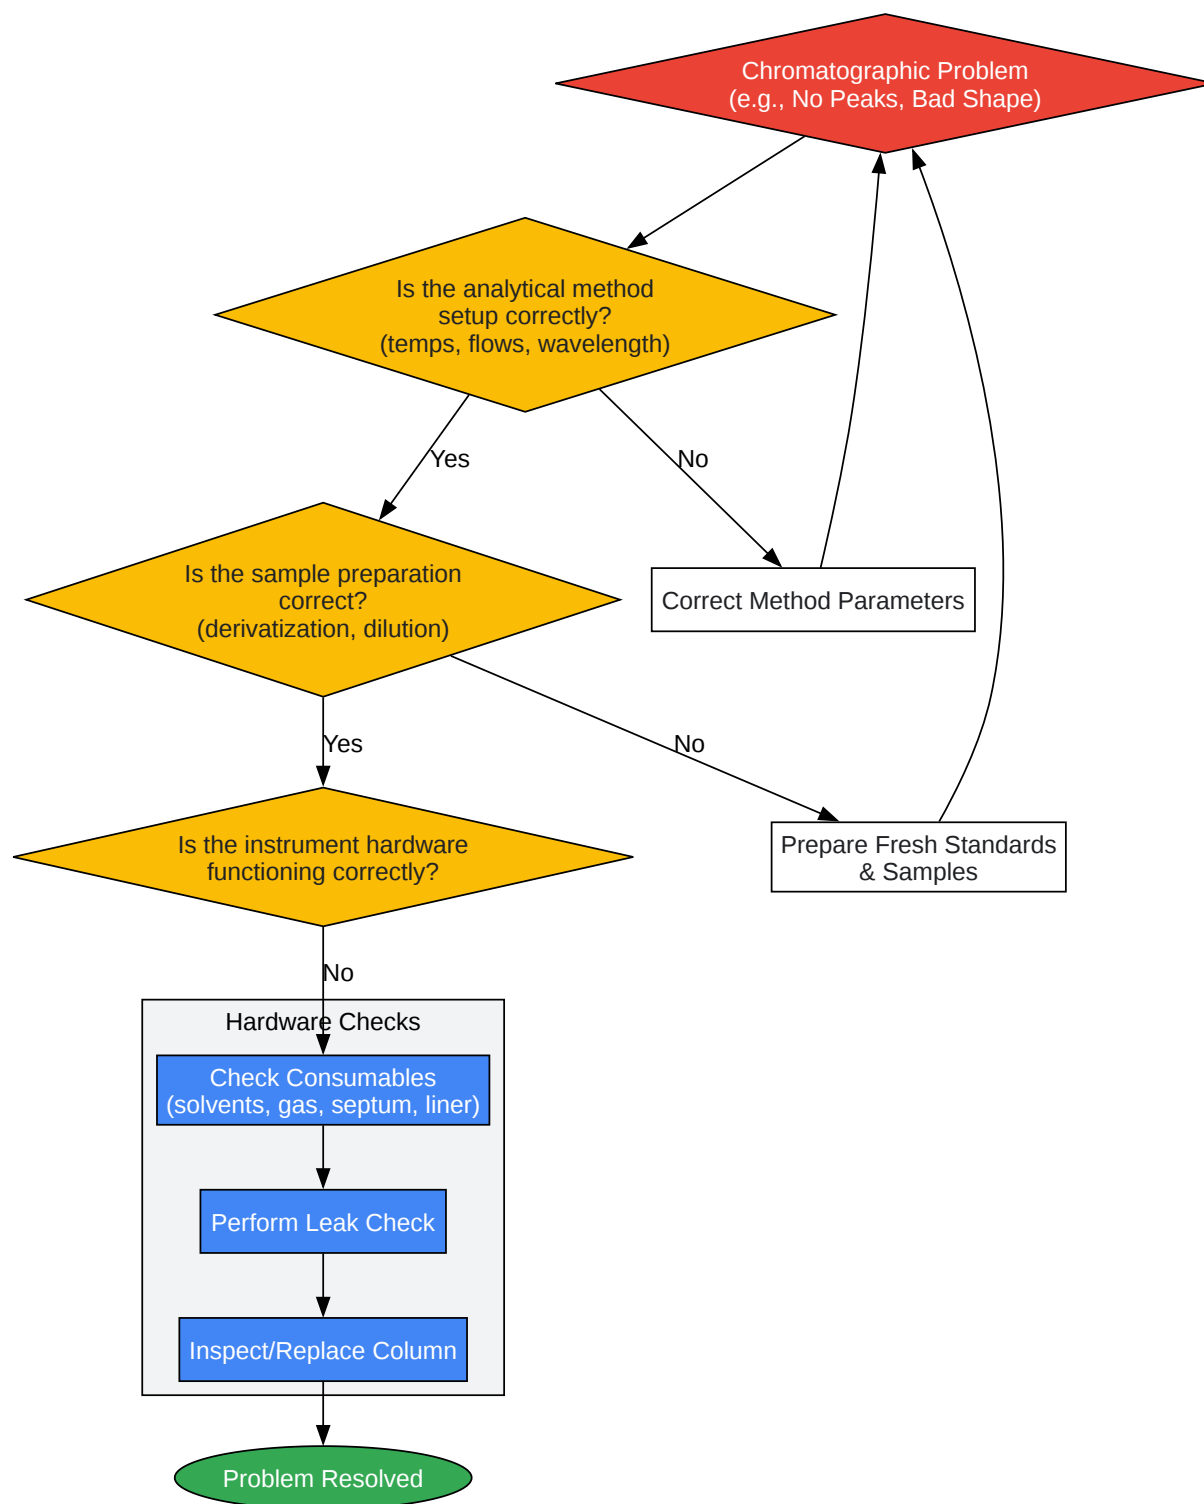 Chromatographic Problem
(e.g., No Peaks, Bad Shape)
Is the analytical method
setup correctly?
(temps, flows, wavelength)
Yes
No
Is the sample preparation
correct?
(derivatization, dilution)
Correct Method Parameters
Yes
No
Is the instrument hardware
functioning correctly?
Prepare Fresh Standards
& Samples
No
Hardware Checks
Check Consumables
(solvents, gas, septum, liner)
Perform Leak Check
Inspect/Replace Column
Problem Resolved